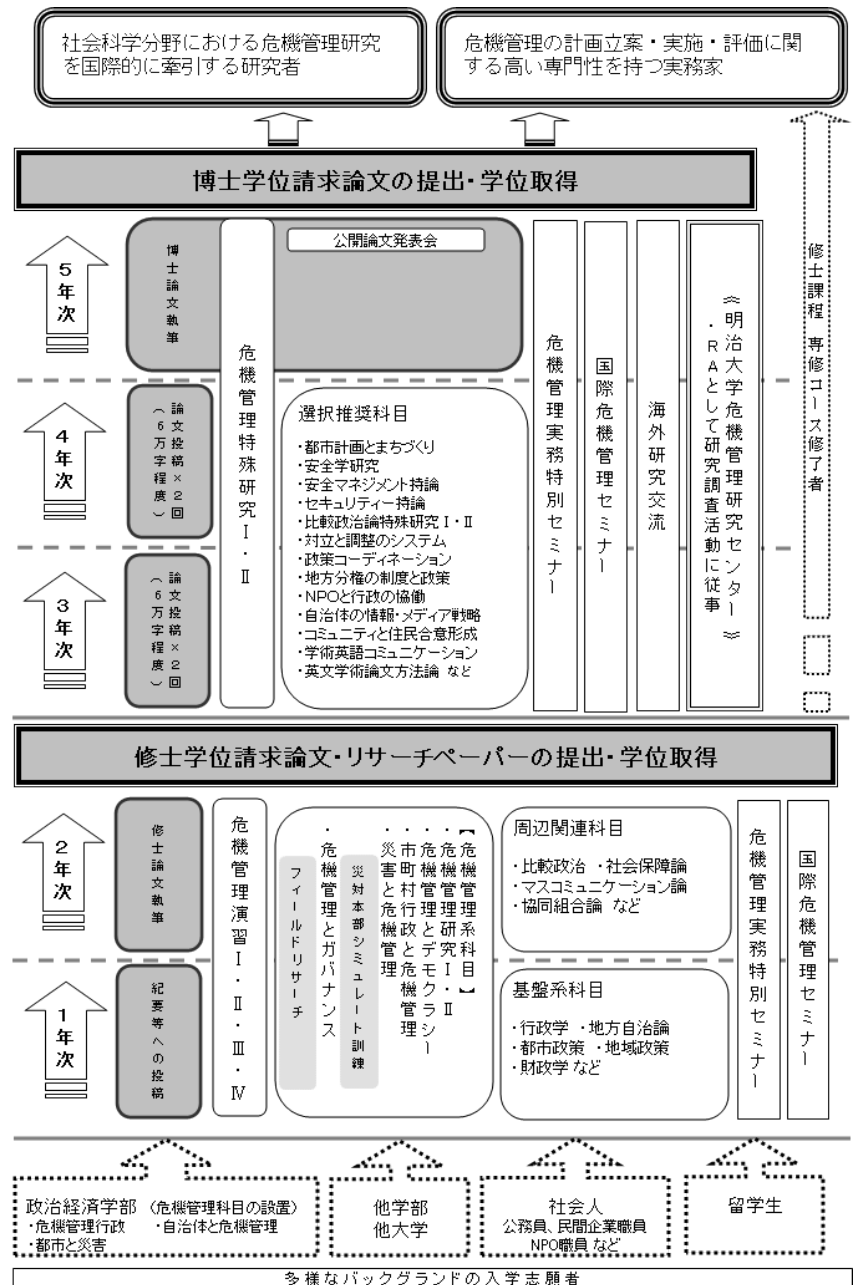 社会科学分野における危機管理研究
を国際的に牽引する研究者
危機管理の計画立案・実施・評価に関
する高い専門性を持つ実務家
博士学位請求論文の提出・学位取得
5年次
博士論文執筆
公開論文発表会
4年次
論文投稿×2回
(6万字程度)
3年次
論文投稿×2回
(6万字程度)
危機管理特殊研究Ⅰ・Ⅱ
選択推奨科目
・都市計画とまちづくり
・安全学研究
・安全マネジメント持論
・セキュリティー持論
・比較政治論特殊研究Ⅰ・Ⅱ
・対立と調整のシステム
・政策コーディネーション
・地方分権の制度と政策
・NPOと行政の協働
・自治体の情報・メディア戦略
・コミュニティと住民合意形成
・学術英語コミュニケーション
・英文学術論文方法論 など
危機管理実務特別セミナー
国際危機管理セミナー
海外研究交流
《明治大学危機管理研究センター》
・RAとして研究調査活動に従事
修士課程 専修コース修了者
修士学位請求論文・リサーチペーパーの提出・学位取得
2年次
修士論文執筆
1年次
紀要等への投稿
危機管理演習Ⅰ・Ⅱ・Ⅲ・Ⅳ
【危機管理系科目】
・危機管理研究Ⅰ・Ⅱ
・危機管理とデモクラシー
・市町村行政と危機管理
・災害と危機管理
災対本部シミュレート訓練
・危機管理とガバナンス
フィールドリサーチ
周辺関連科目
・比較政治 ・社会保障論
・マスコミュニケーション論
・協同組合論 など
基盤系科目
・行政学 ・地方自治論
・都市政策 ・地域政策
・財政学 など
危機管理実務特別セミナー
国際危機管理セミナー
政治経済学部 (危機管理科目の設置)
・危機管理行政 ・自治体と危機管理
・都市と災害
他学部
他大学
社会人
公務員、民間企業職員
NPO職員 など
留学生
多様なバックグランドの入学志願者